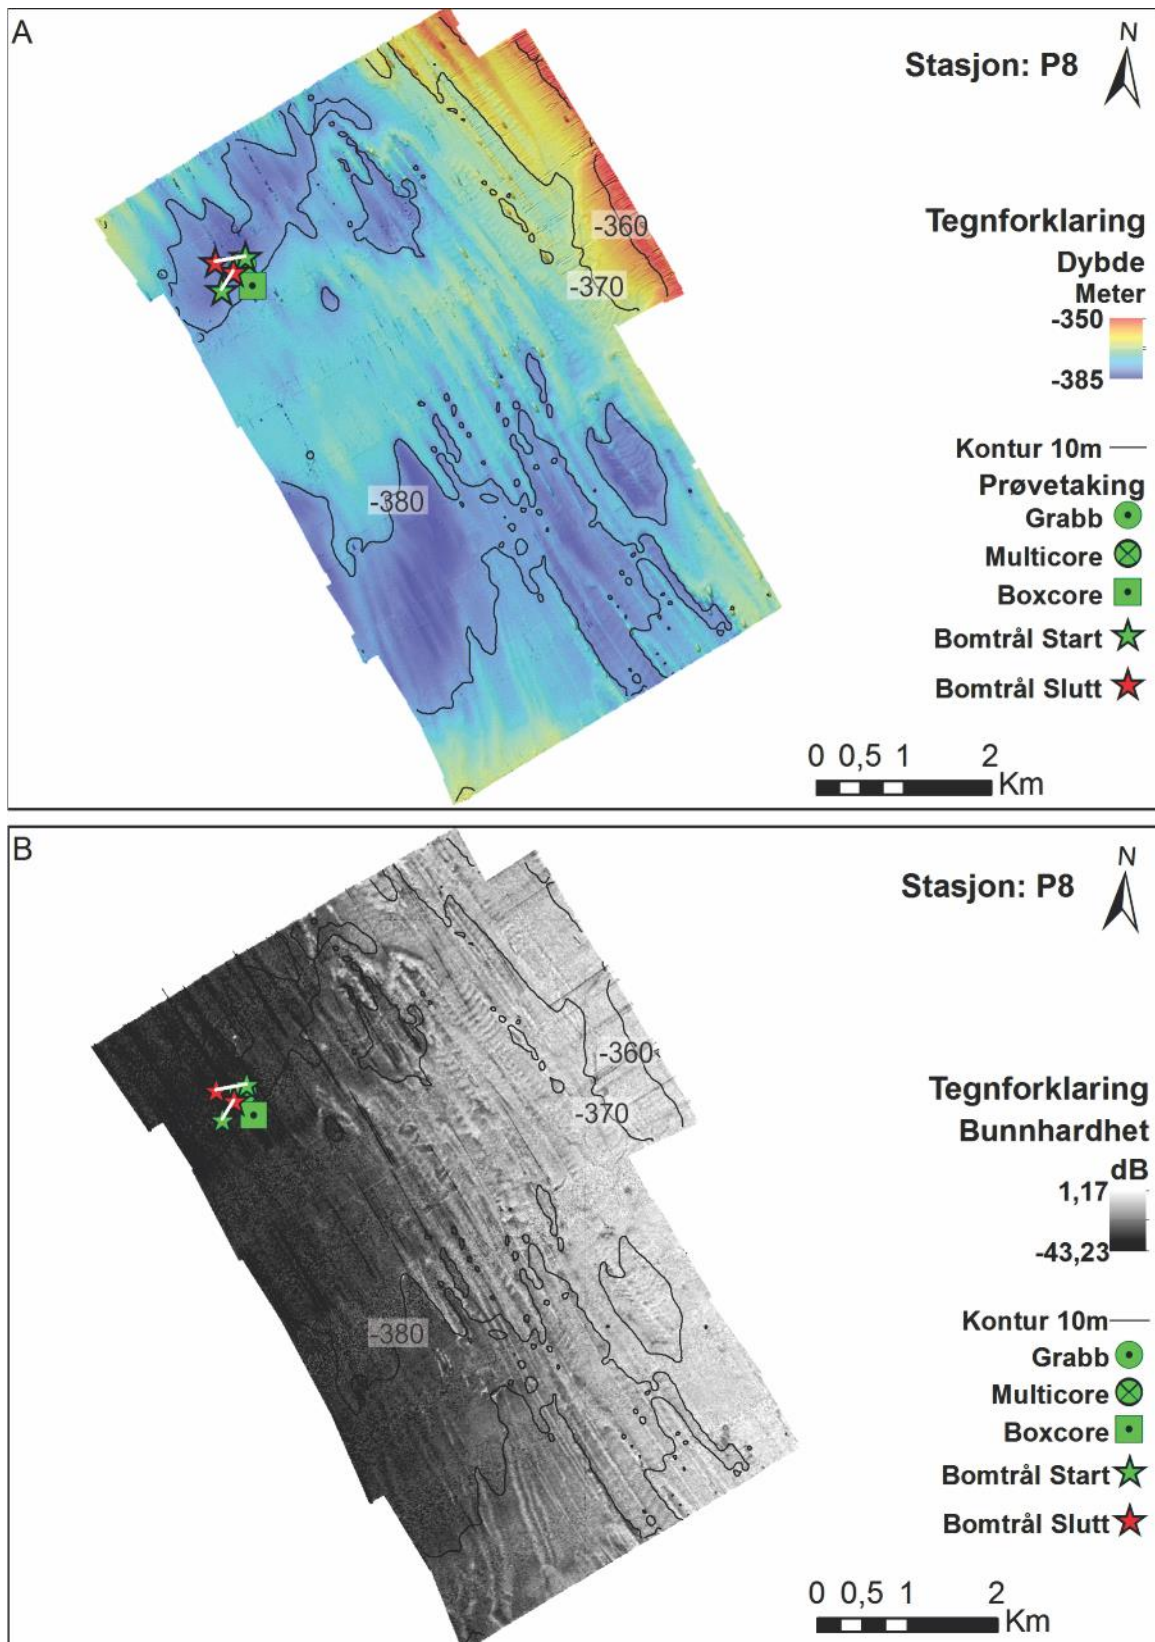 A
N
Stasjon: P8
-360
-370
-380
Tegnforklaring
Dybde
Meter
-350
-385
Kontur 10m
Prøvetaking
Grabb
Multicore
Boxcore
Bomtrål Start
Bomtrål Slutt
0 0,5 1 2
Km
B
N
Stasjon: P8
-360
-370
-380
Tegnforklaring
Bunnhardhet
dB
1,17
-43,23
Kontur 10m
Grabb
Multicore
Boxcore
Bomtrål Start
Bomtrål Slutt
0 0,5 1 2
Km